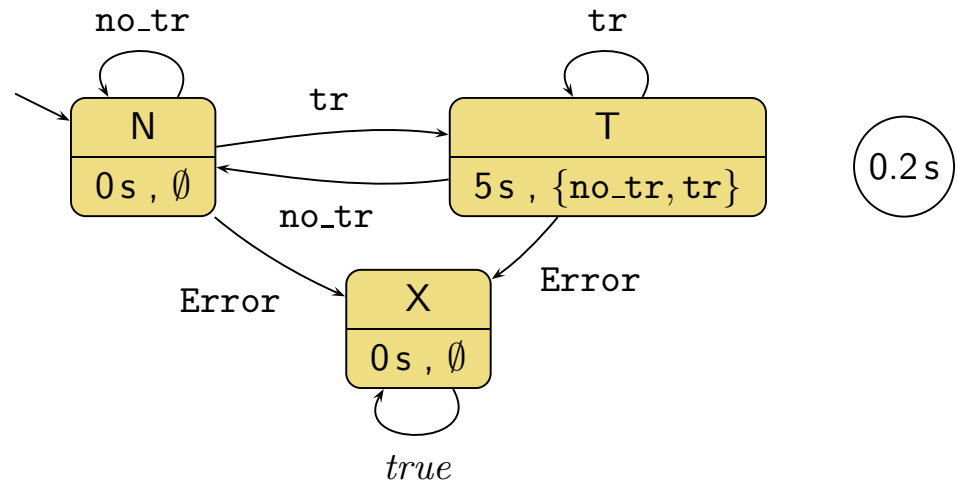 no_tr
tr
tr
N
T
0 s , ∅
5 s , {no_tr, tr}
0.2 s
no_tr
Error
Error
X
0 s , ∅
true